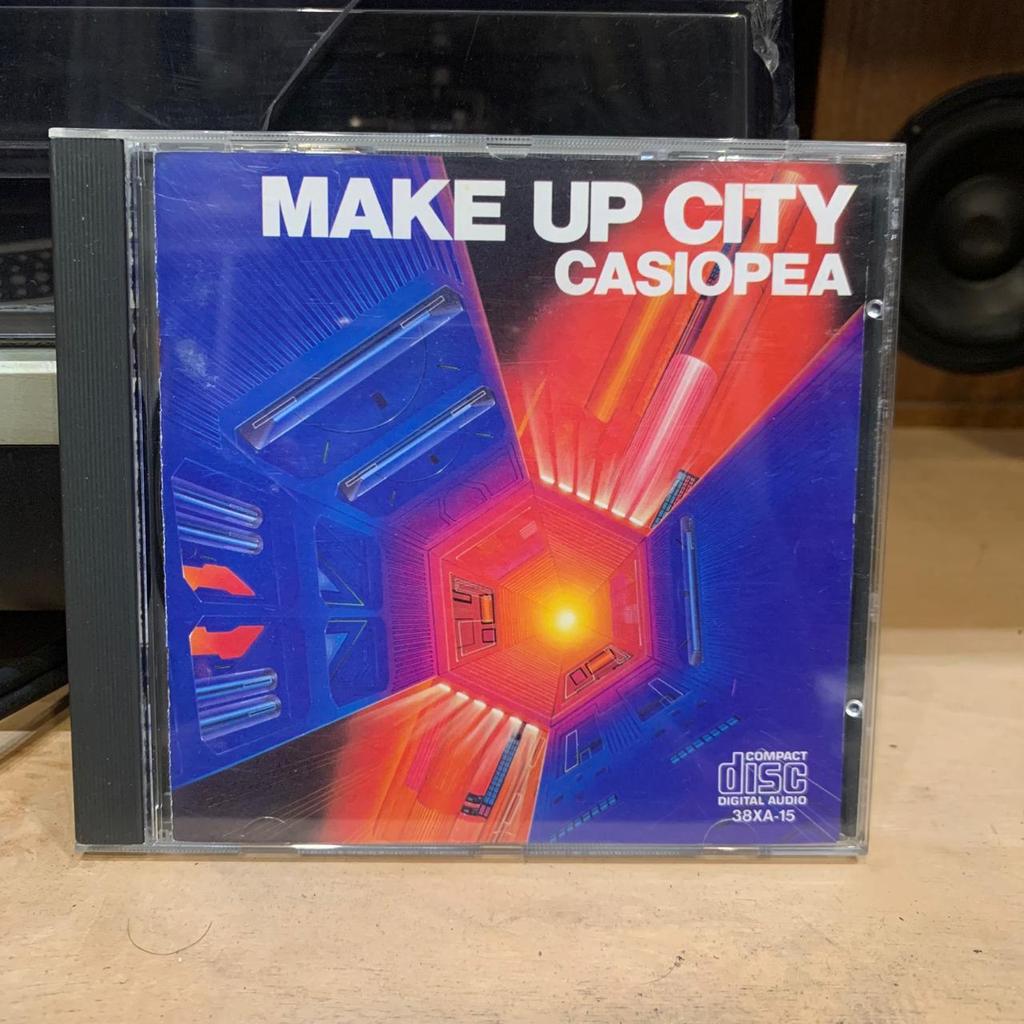 MAKE UP CITY
CASIOPEA
COMPACT
disc
DIGITAL AUDIO
38XA-15